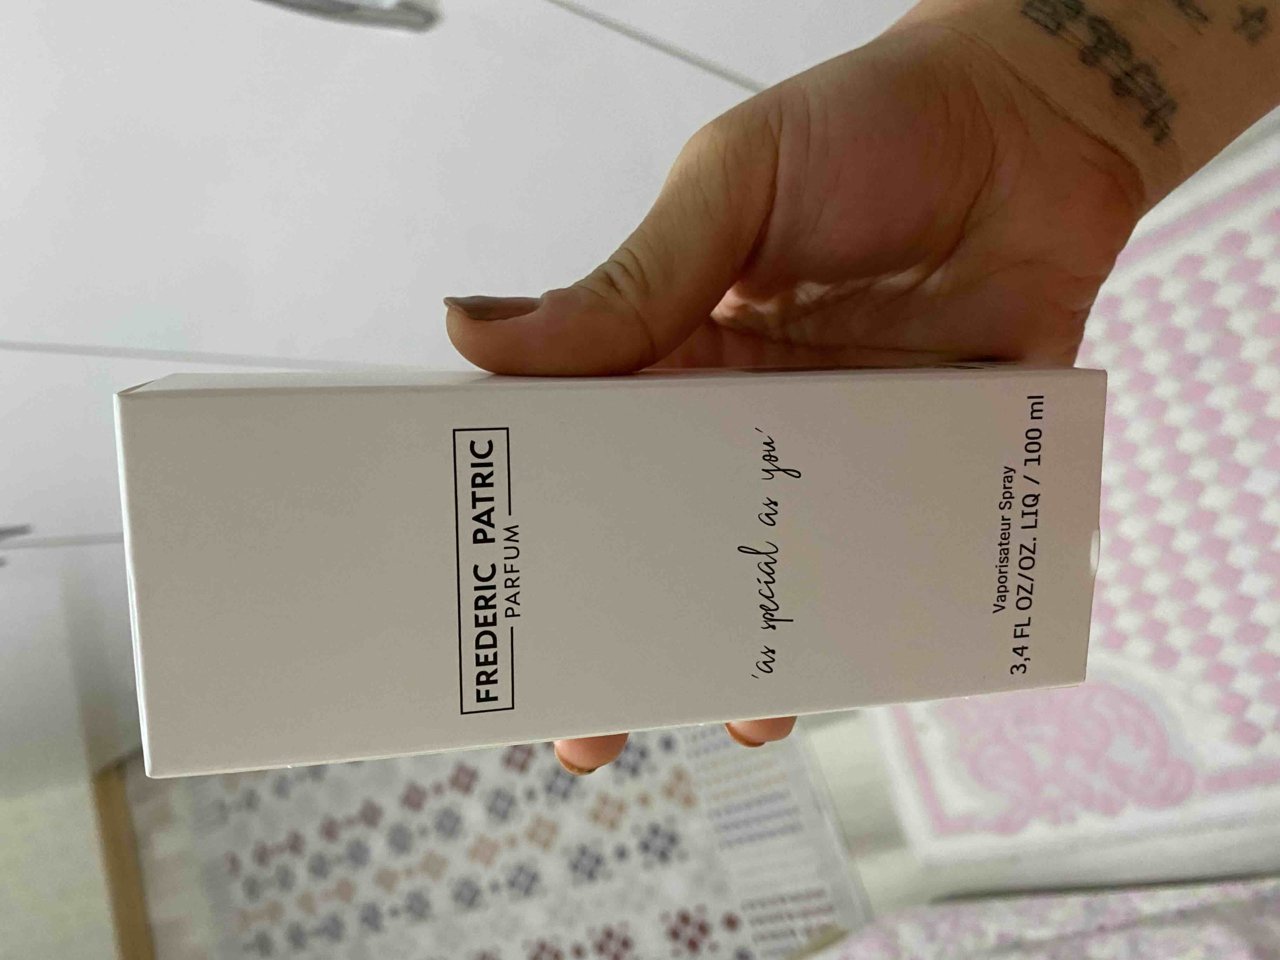 FREDERIC PATRIC
PARFUM
'as special as you'
Vaporisateur Spray
3,4 FL OZ/OZ. LIQ / 100 ml